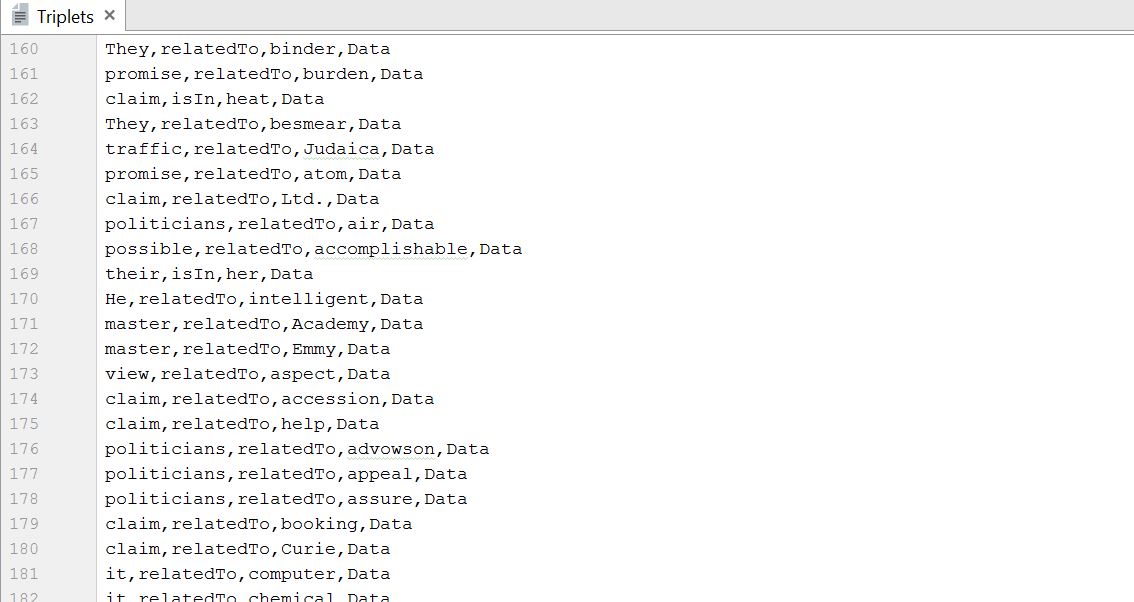 Triplets
160 They,relatedTo,binder,Data
161 promise,relatedTo,burden,Data
162 claim,isIn,heat,Data
163 They,relatedTo,besmear,Data
164 traffic,relatedTo,Judaica,Data
165 promise,relatedTo,atom,Data
166 claim,relatedTo,Ltd.,Data
167 politicians,relatedTo,air,Data
168 possible,relatedTo,accomplishable,Data
169 their,isIn,her,Data
170 He,relatedTo,intelligent,Data
171 master,relatedTo,Academy,Data
172 master,relatedTo,Emmy,Data
173 view,relatedTo,aspect,Data
174 claim,relatedTo,accession,Data
175 claim,relatedTo,help,Data
176 politicians,relatedTo,advowson,Data
177 politicians,relatedTo,appeal,Data
178 politicians,relatedTo,assure,Data
179 claim,relatedTo,booking,Data
180 claim,relatedTo,Curie,Data
181 it,relatedTo,computer,Data
182 it,relatedTo,chemical,Data